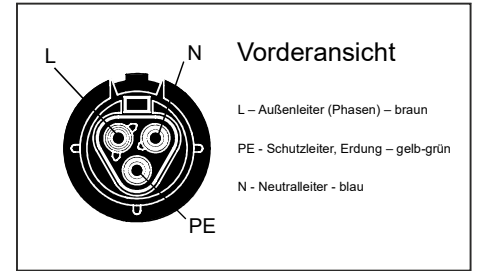 L
N
Vorderansicht
L – Außenleiter (Phasen) – braun
PE - Schutzleiter, Erdung – gelb-grün
N - Neutralleiter - blau
PE